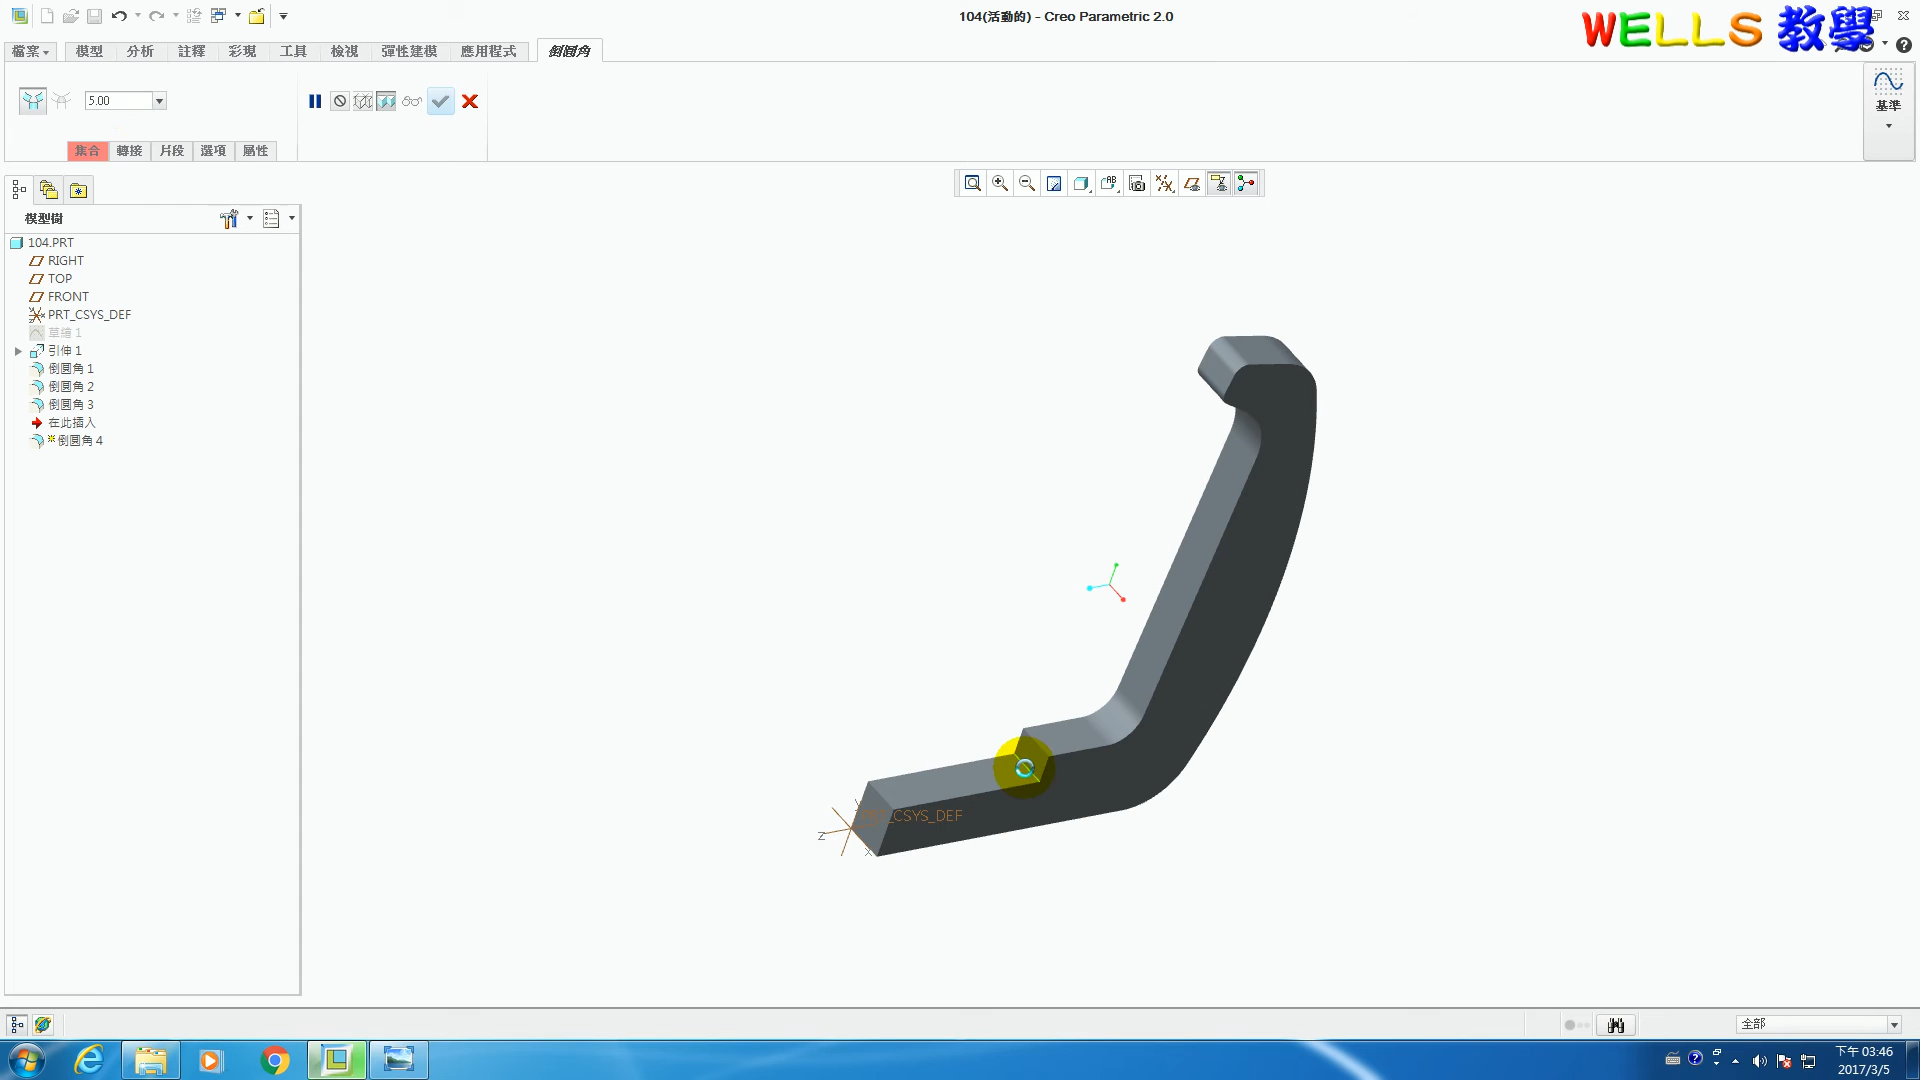 104(活動的) - Creo Parametric 2.0
WELLS 教學
檔案 模型 分析 註釋 彩現 工具 檢視 彈性建模 應用程式 倒圓角
5.00
基準
集合 轉接 片段 選項 屬性
模型樹
104.PRT
RIGHT
TOP
FRONT
PRT_CSYS_DEF
草繪 1
引伸 1
倒圓角 1
倒圓角 2
倒圓角 3
在此插入
倒圓角 4
CSYS_DEF
Z
X
全部
下午 03:46
2017/3/5